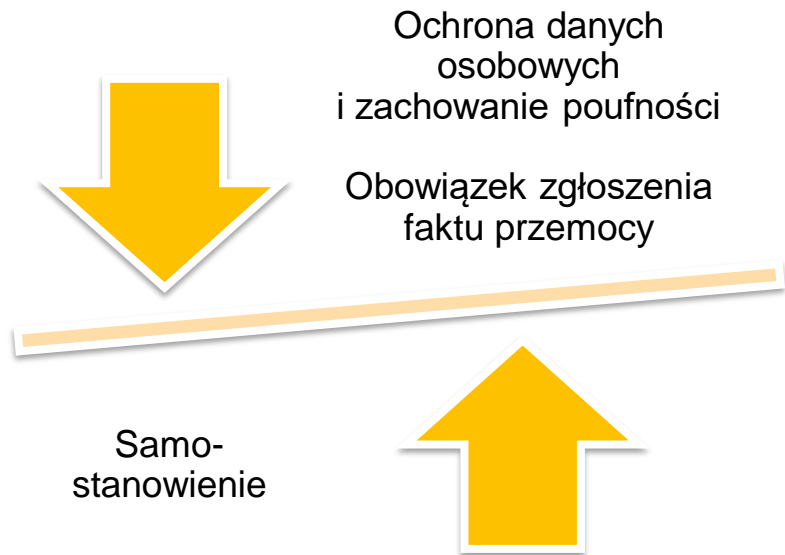 Ochrona danych
osobowych
i zachowanie poufności
Obowiązek zgłoszenia
faktu przemocy
Samo-
stanowienie